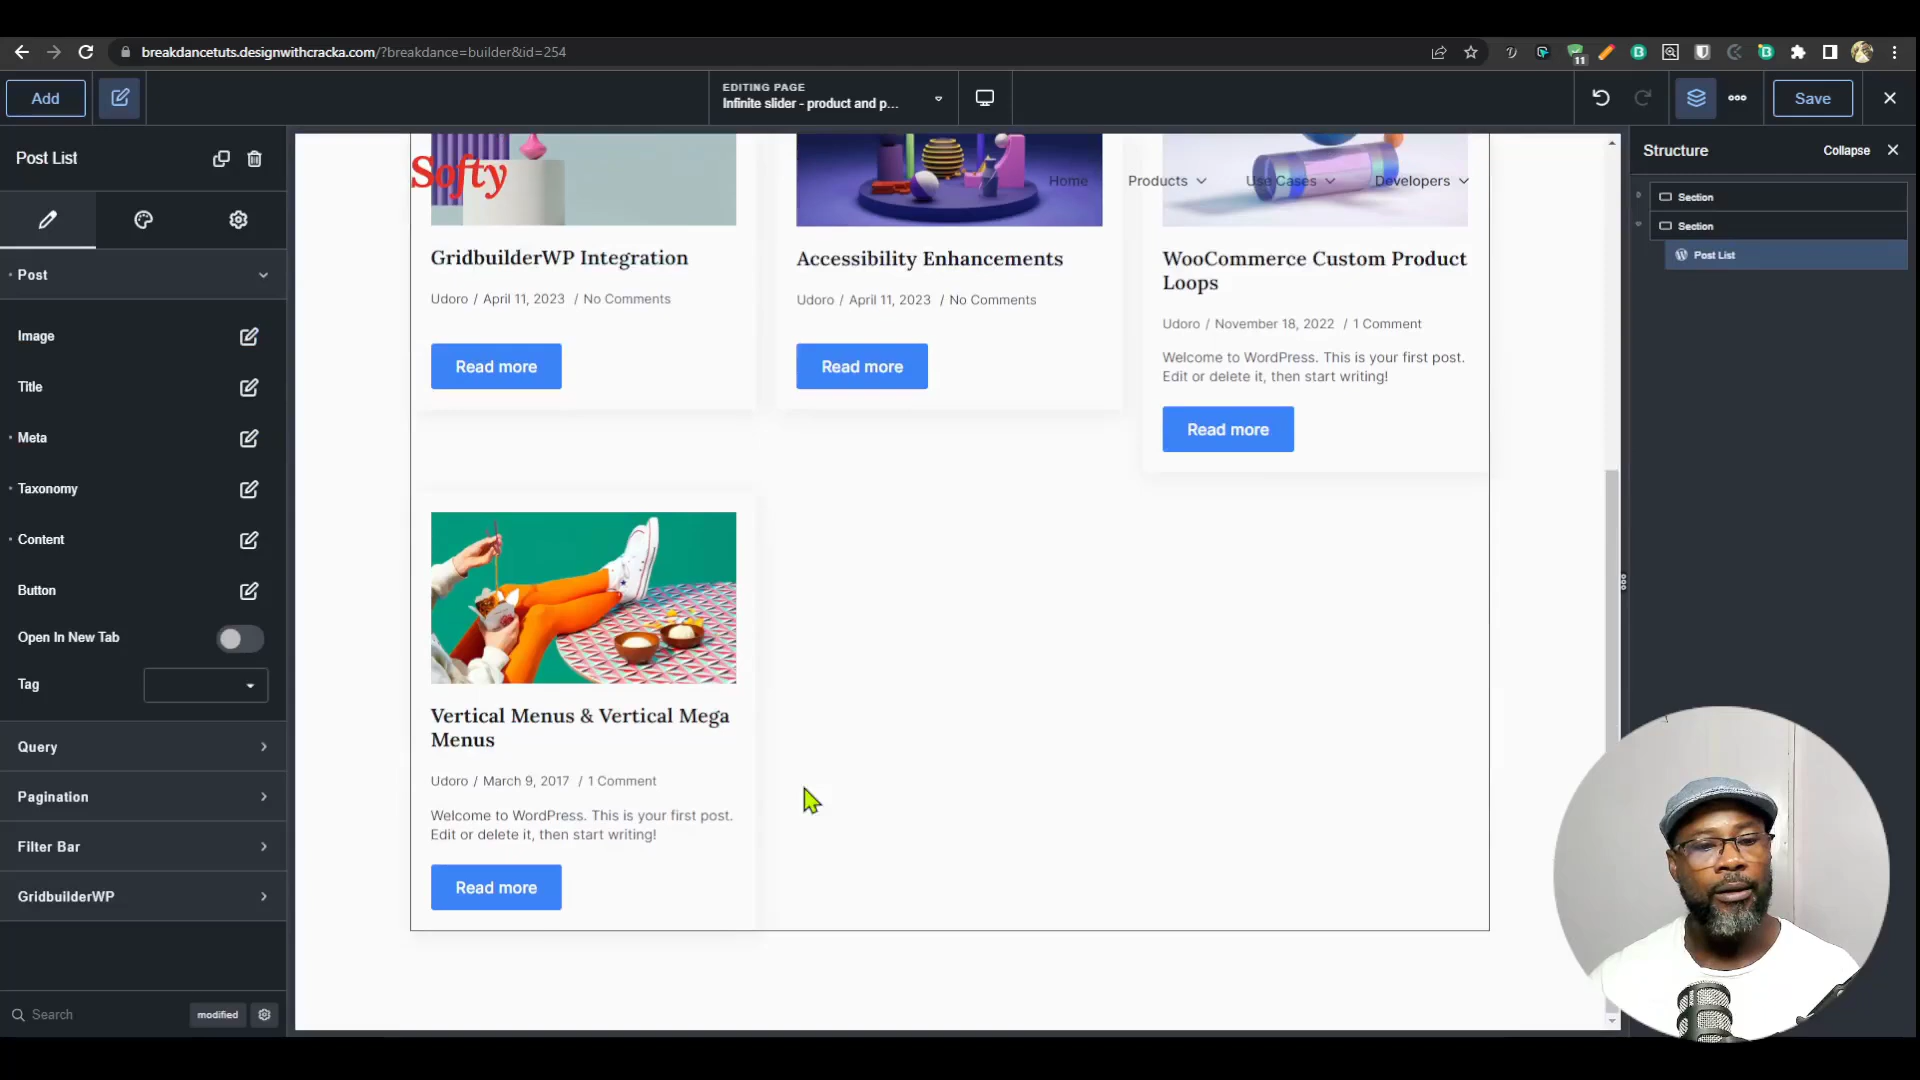 breakdancetuts.designwithcracka.com/?breakdance=builder&id=254
11
Add
EDITING PAGE
Infinite slider - product and p...
Save
Post List
Structure
Collapse
Section
Section
Post List
Post
Image
Title
Meta
Taxonomy
Content
Button
Open In New Tab
Tag
Query
Pagination
Filter Bar
GridbuilderWP
Search
modified
Softy
Home
Products
Use Cases
Developers
GridbuilderWP Integration
Udoro / April 11, 2023 / No Comments
Read more
Accessibility Enhancements
Udoro / April 11, 2023 / No Comments
Read more
WooCommerce Custom Product
Loops
Udoro / November 18, 2022 / 1 Comment
Welcome to WordPress. This is your first post.
Edit or delete it, then start writing!
Read more
Vertical Menus & Vertical Mega
Menus
Udoro / March 9, 2017 / 1 Comment
Welcome to WordPress. This is your first post.
Edit or delete it, then start writing!
Read more